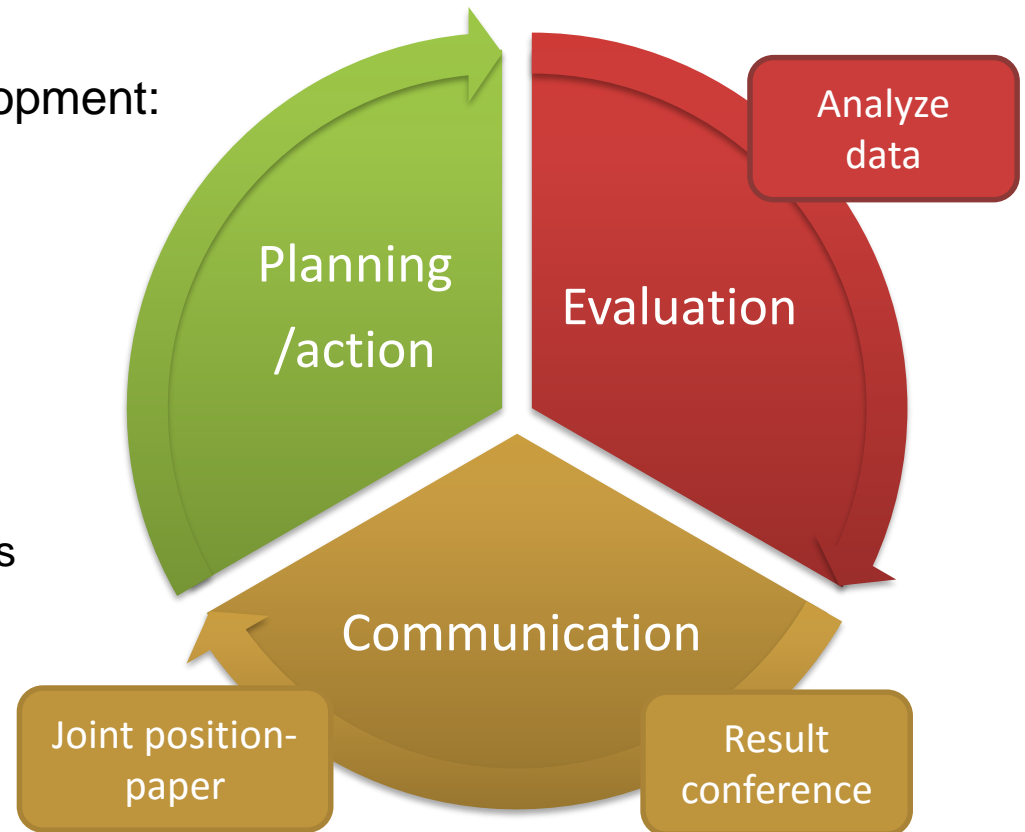 opment:
s
Planning
/action
Evaluation
Analyze
data
Communication
Joint position-
paper
Result
conference